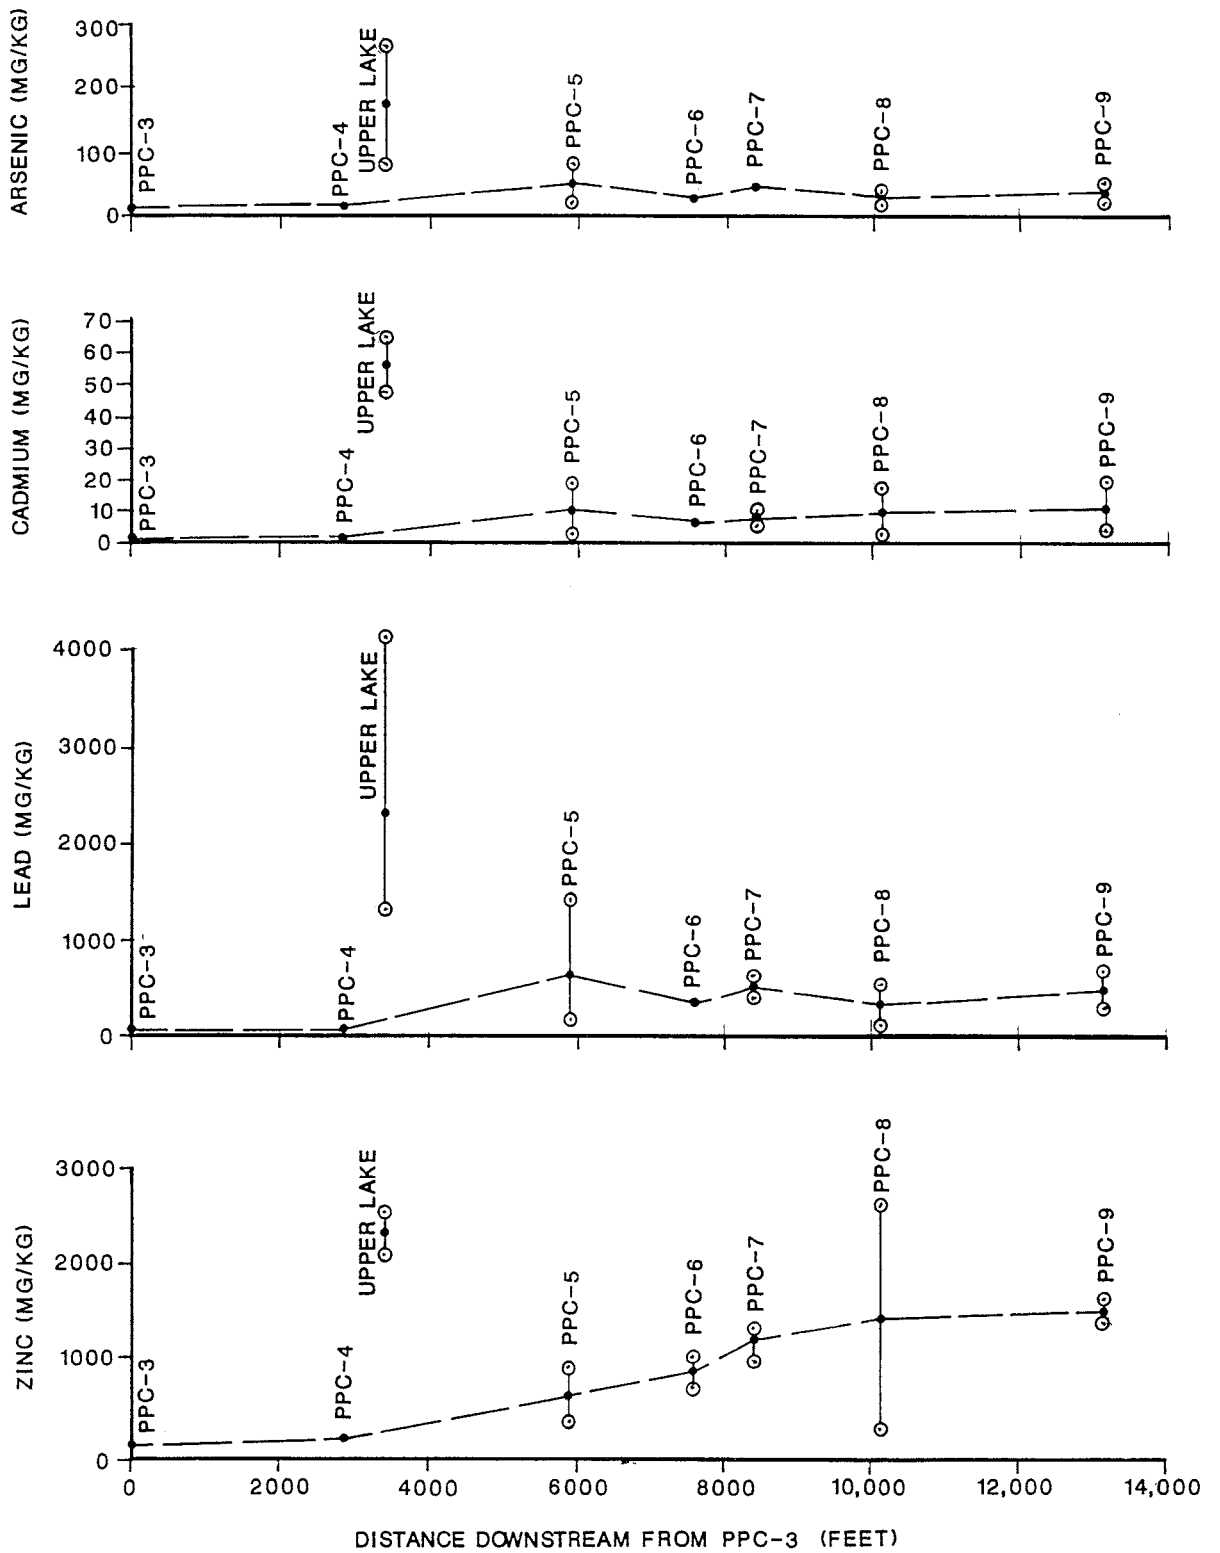 ARSENIC (MG/KG)
300
200
100
0
PPC-3
PPC-4
UPPER LAKE
PPC-5
PPC-6
PPC-7
PPC-8
PPC-9
CADMIUM (MG/KG)
70
60
50
40
30
20
10
0
PPC-3
PPC-4
UPPER LAKE
PPC-5
PPC-6
PPC-7
PPC-8
PPC-9
LEAD (MG/KG)
4000
3000
2000
1000
0
PPC-3
PPC-4
UPPER LAKE
PPC-5
PPC-6
PPC-7
PPC-8
PPC-9
ZINC (MG/KG)
3000
2000
1000
0
PPC-3
PPC-4
UPPER LAKE
PPC-5
PPC-6
PPC-7
PPC-8
PPC-9
0 2000 4000 6000 8000 10,000 12,000 14,000
DISTANCE DOWNSTREAM FROM PPC-3 (FEET)